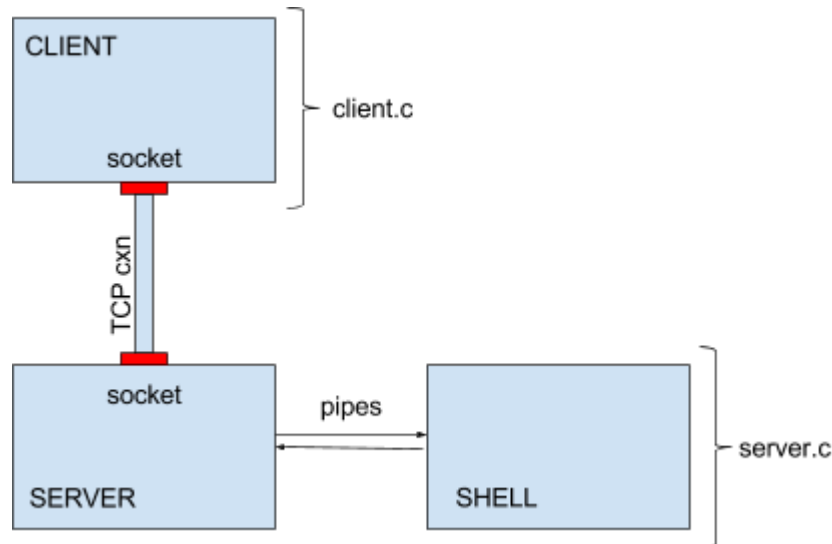 CLIENT
client.c
socket
TCP cxn
socket
pipes
server.c
SERVER
SHELL